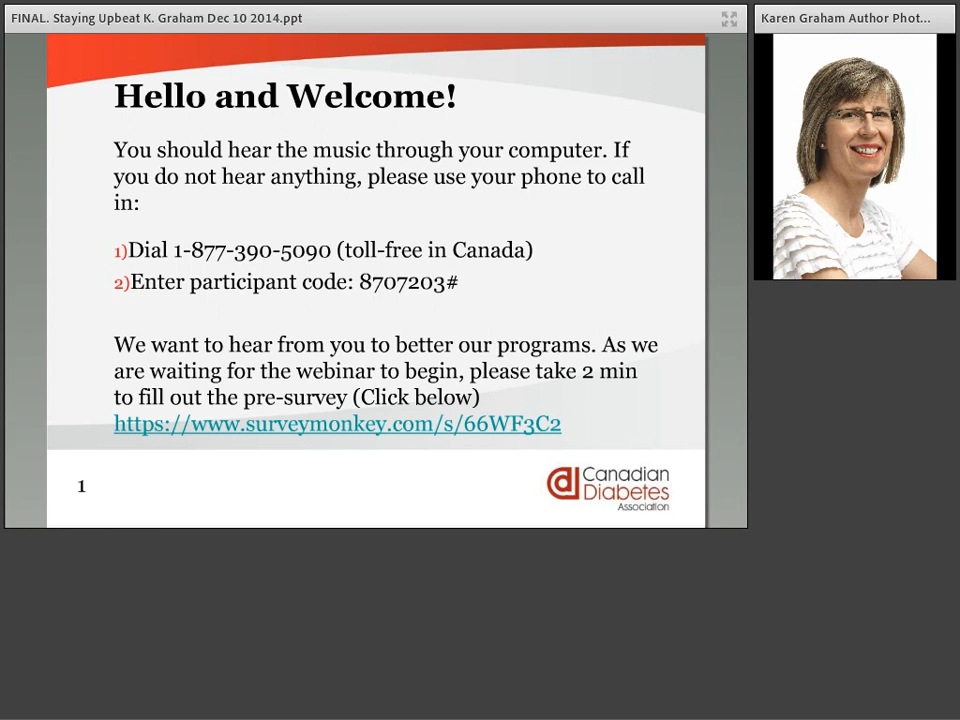 FINAL. Staying Upbeat K. Graham Dec 10 2014.ppt
Karen Graham Author Phot...
Hello and Welcome!
You should hear the music through your computer. If
you do not hear anything, please use your phone to call
in:
1)Dial 1-877-390-5090 (toll-free in Canada)
2)Enter participant code: 8707203#
We want to hear from you to better our programs. As we
are waiting for the webinar to begin, please take 2 min
to fill out the pre-survey (Click below)
https://www.surveymonkey.com/s/66WF3C2
1
Canadian
Diabetes
Association